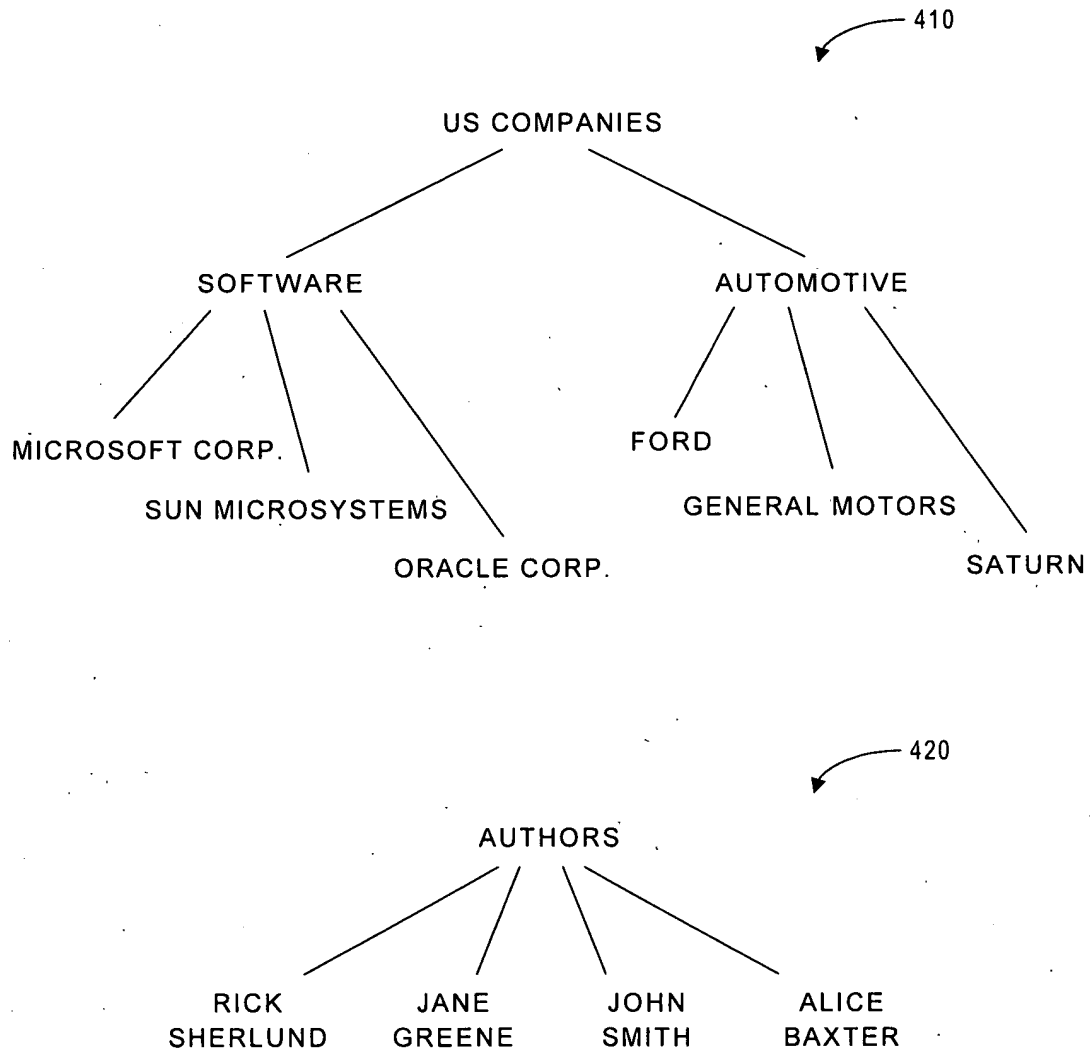 410
US COMPANIES
SOFTWARE
AUTOMOTIVE
MICROSOFT CORP.
FORD
SUN MICROSYSTEMS
GENERAL MOTORS
ORACLE CORP.
SATURN
420
AUTHORS
RICK
SHERLUND
JANE
GREENE
JOHN
SMITH
ALICE
BAXTER